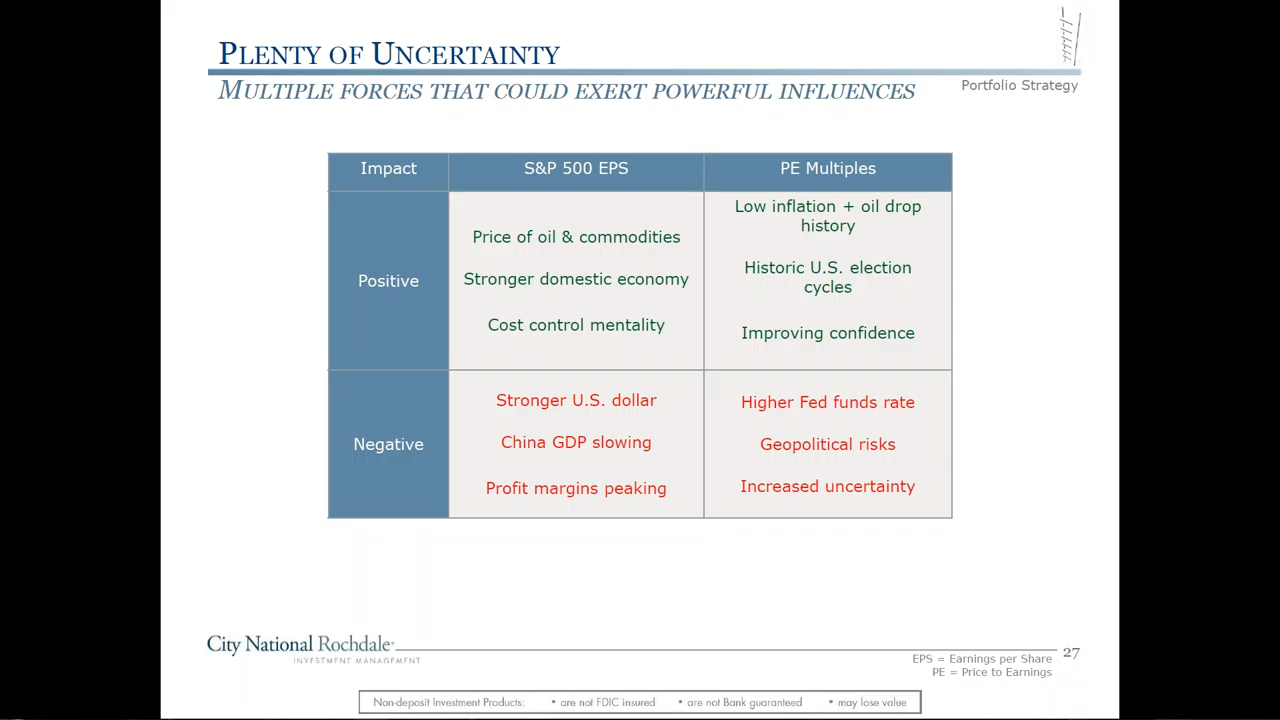 PLENTY OF UNCERTAINTY
MULTIPLE FORCES THAT COULD EXERT POWERFUL INFLUENCES
Portfolio Strategy
Impact
S&P 500 EPS
PE Multiples
Positive
Price of oil & commodities
Stronger domestic economy
Cost control mentality
Low inflation + oil drop
history
Historic U.S. election
cycles
Improving confidence
Negative
Stronger U.S. dollar
China GDP slowing
Profit margins peaking
Higher Fed funds rate
Geopolitical risks
Increased uncertainty
City National Rochdale
INVESTMENT MANAGEMENT
27
EPS = Earnings per Share
PE = Price to Earnings
Non-deposit Investment Products: • are not FDIC insured • are not Bank guaranteed • may lose value